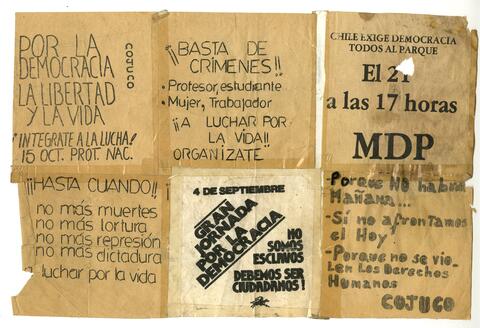 POR LA
DEMOCRACIA
LA LIBERTAD
Y LA VIDA
¡INTEGRATE A LA LUCHA!
15 OCT. PROT. NAC.
COJUCO
¡¡BASTA DE
CRÍMENES!!
• Profesor, estudiante
• Mujer, Trabajador
¡A LUCHAR POR
LA VIDA!!
ORGANÍZATE
CHILE EXIGE DEMOCRACIA
TODOS AL PARQUE
El 21
a las 17 horas
MDP
¡¡HASTA CUANDO!!
no más muertes
no más tortura
no más represión
no más dictadura
a luchar por la vida
4 DE SEPTIEMBRE
GRAN
JORNADA
POR LA
DEMOCRACIA
NO
SOMOS
ESCLAVOS
DEBEMOS SER
CIUDADANOS!
-Porque No habrá
Mañana...
-Si no afrontamos
el Hoy!
-Porque no se vio-
len Los Derechos
Humanos
COJUCO